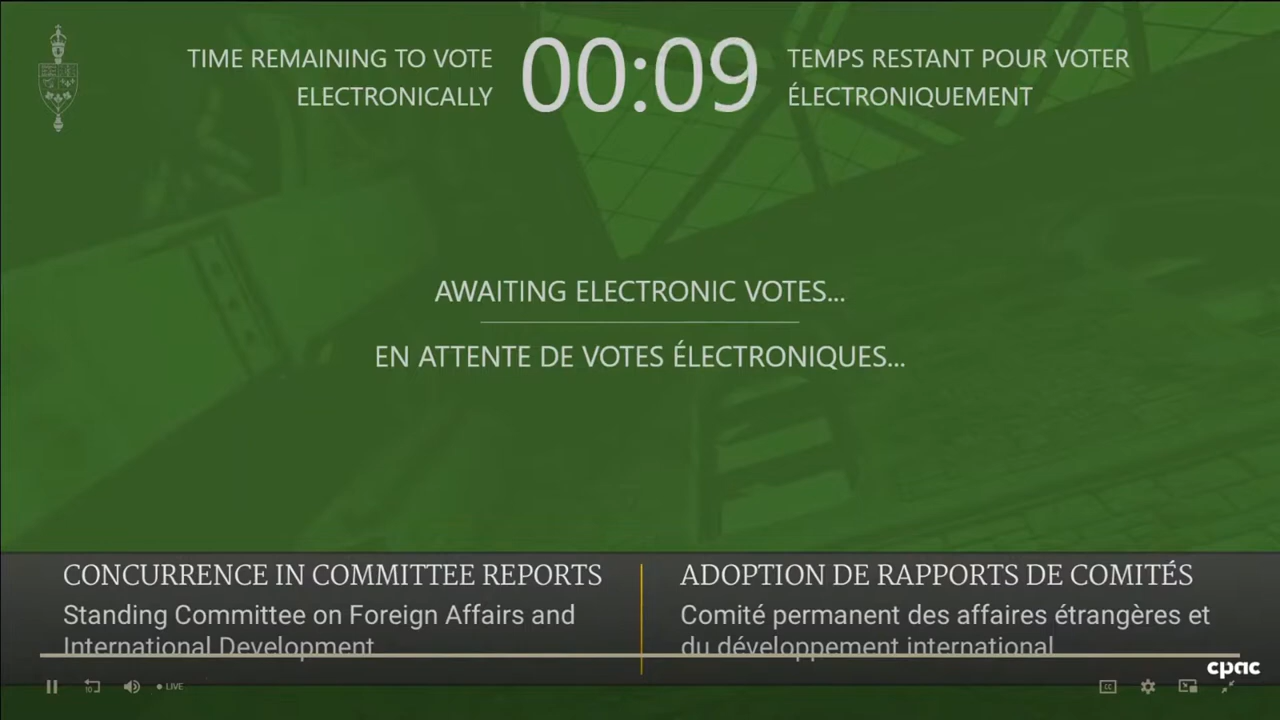 TIME REMAINING TO VOTE
ELECTRONICALLY
00:09
TEMPS RESTANT POUR VOTER
ÉLECTRONIQUEMENT
AWAITING ELECTRONIC VOTES...
EN ATTENTE DE VOTES ÉLECTRONIQUES...
CONCURRENCE IN COMMITTEE REPORTS
Standing Committee on Foreign Affairs and
International Development
ADOPTION DE RAPPORTS DE COMITÉS
Comité permanent des affaires étrangères et
du développement international
cpac
10
LIVE
CC